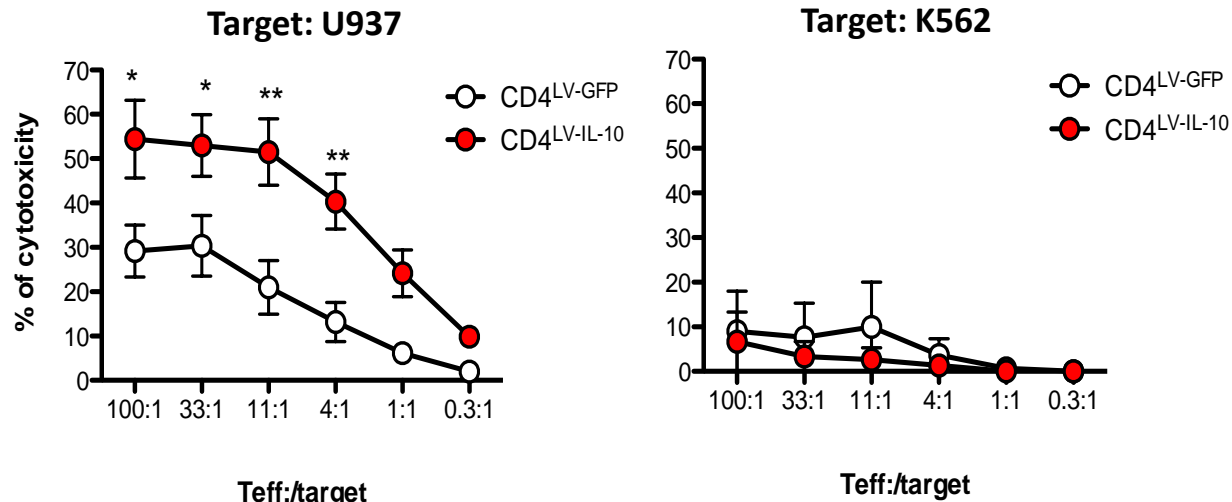 Target: U937
70
60
50
40
30
20
10
0
% of cytotoxicity
* * ** **
CD4LV-GFP
CD4LV-IL-10
100:1 33:1 11:1 4:1 1:1 0.3:1
Teff:/target
Target: K562
70
60
50
40
30
20
10
0
CD4LV-GFP
CD4LV-IL-10
100:1 33:1 11:1 4:1 1:1 0.3:1
Teff:/target